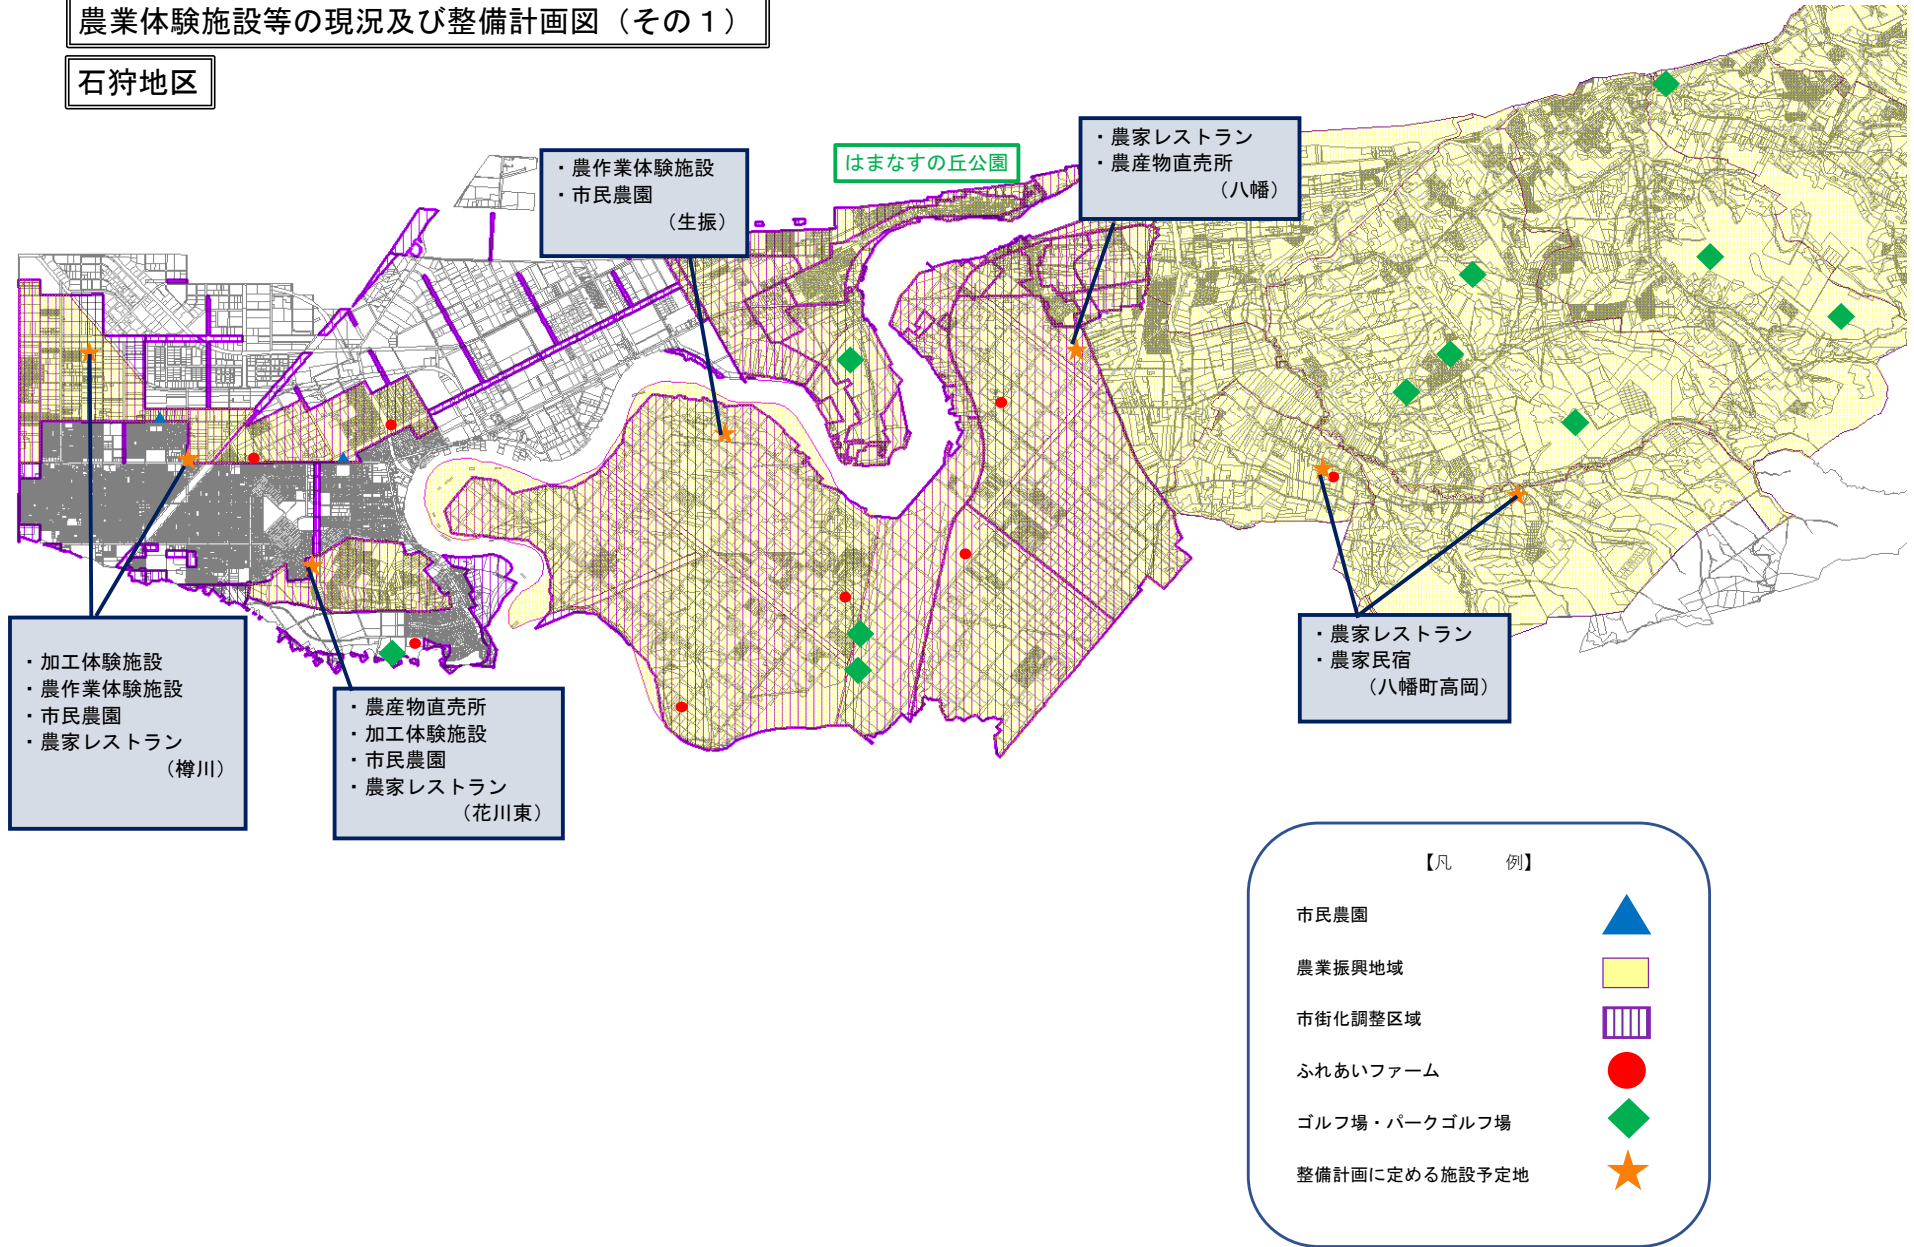 農業体験施設等の現況及び整備計画図（その１）
石狩地区
・農作業体験施設
・市民農園
（生振）
はまなすの丘公園
・農家レストラン
・農産物直売所
（八幡）
・加工体験施設
・農作業体験施設
・市民農園
・農家レストラン
（樽川）
・農産物直売所
・加工体験施設
・市民農園
・農家レストラン
（花川東）
・農家レストラン
・農家民宿
（八幡町高岡）
【凡　　例】
市民農園
農業振興地域
市街化調整区域
ふれあいファーム
ゴルフ場・パークゴルフ場
整備計画に定める施設予定地